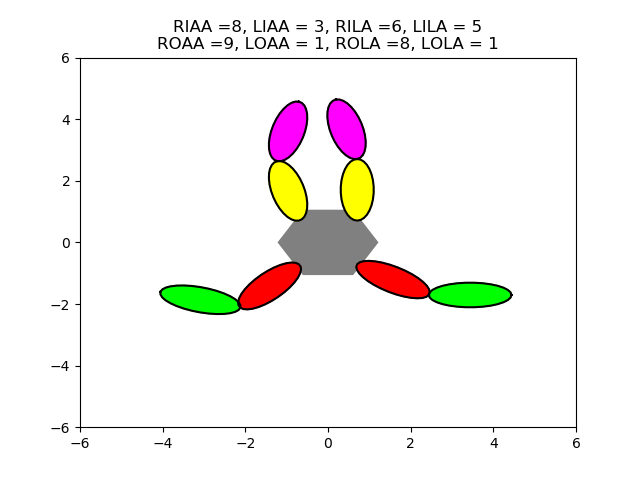 RIAA =8, LIAA = 3, RILA =6, LILA = 5
ROAA =9, LOAA = 1, ROLA =8, LOLA = 1
6
4
2
0
−2
−4
−6
−6 −4 −2 0 2 4 6